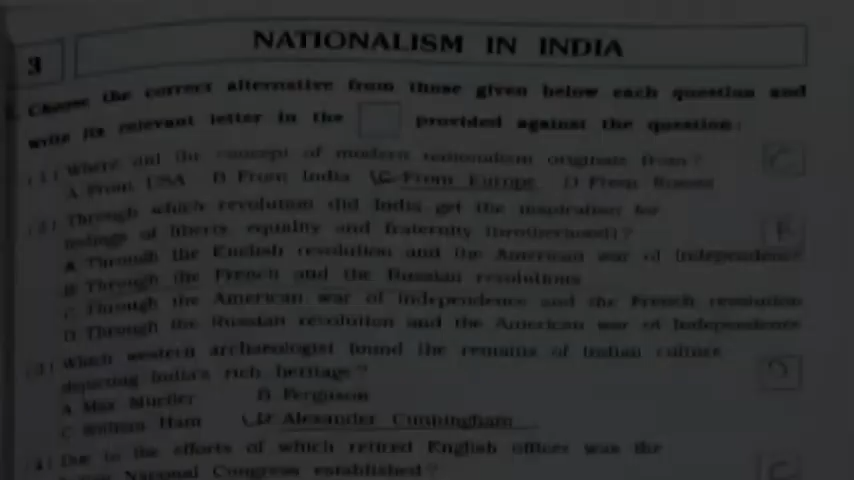 3
NATIONALISM IN INDIA
Choose the correct alternative from those given below each question and
write its relevant letter in the provided against the question:
(1) Where did the concept of modern nationalism originate from? C
A From USA B From India C From Europe D From Russia
(2) Through which revolution did India get the inspiration for
feelings of liberty, equality and fraternity (brotherhood)?
A Through the English revolution and the American war of Independence
B Through the French and the Russian revolutions
C Through the American war of Independence and the French revolution
D Through the Russian revolution and the American war of Independence
(3) Which western archaeologist found the remains of Indian culture
depicting India's rich heritage? D
A Max Mueller B Ferguson
C William Ham D Alexander Cunningham
(4) Due to the efforts of which retired English officer was the
National Congress established? C